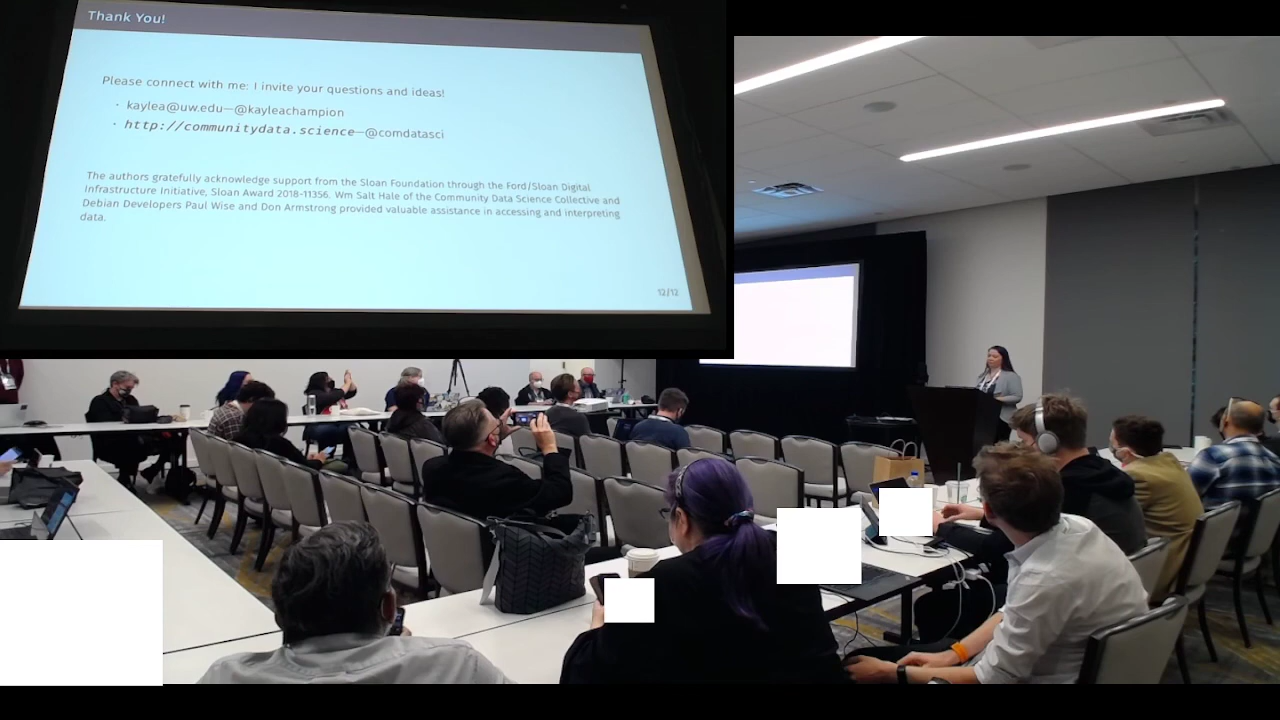 Thank You!
Please connect with me: I invite your questions and ideas!
· kaylea@uw.edu—@kayleachampion
· http://communitydata.science—@comdatasci
The authors gratefully acknowledge support from the Sloan Foundation through the Ford/Sloan Digital
Infrastructure Initiative, Sloan Award 2018-11356. Wm Salt Hale of the Community Data Science Collective and
Debian Developers Paul Wise and Don Armstrong provided valuable assistance in accessing and interpreting
data.
12/12